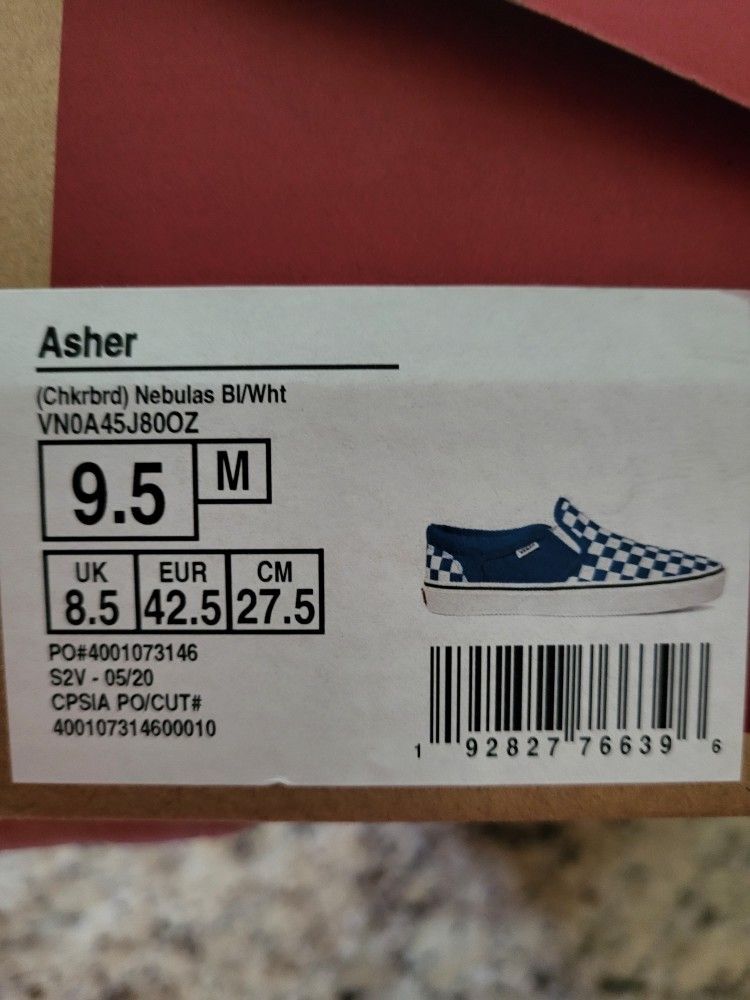 Asher
(Chkrbrd) Nebulas Bl/Wht
VN0A45J80OZ
9.5
M
UK
8.5
EUR
42.5
CM
27.5
PO#4001073146
S2V - 05/20
CPSIA PO/CUT#
400107314600010
1 92827 76639 6